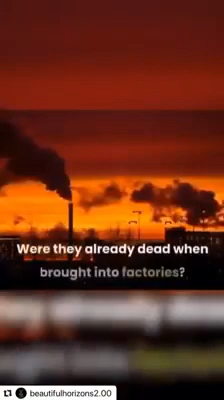 Were they already dead when
brought into factories?
beautifulhorizons2.00